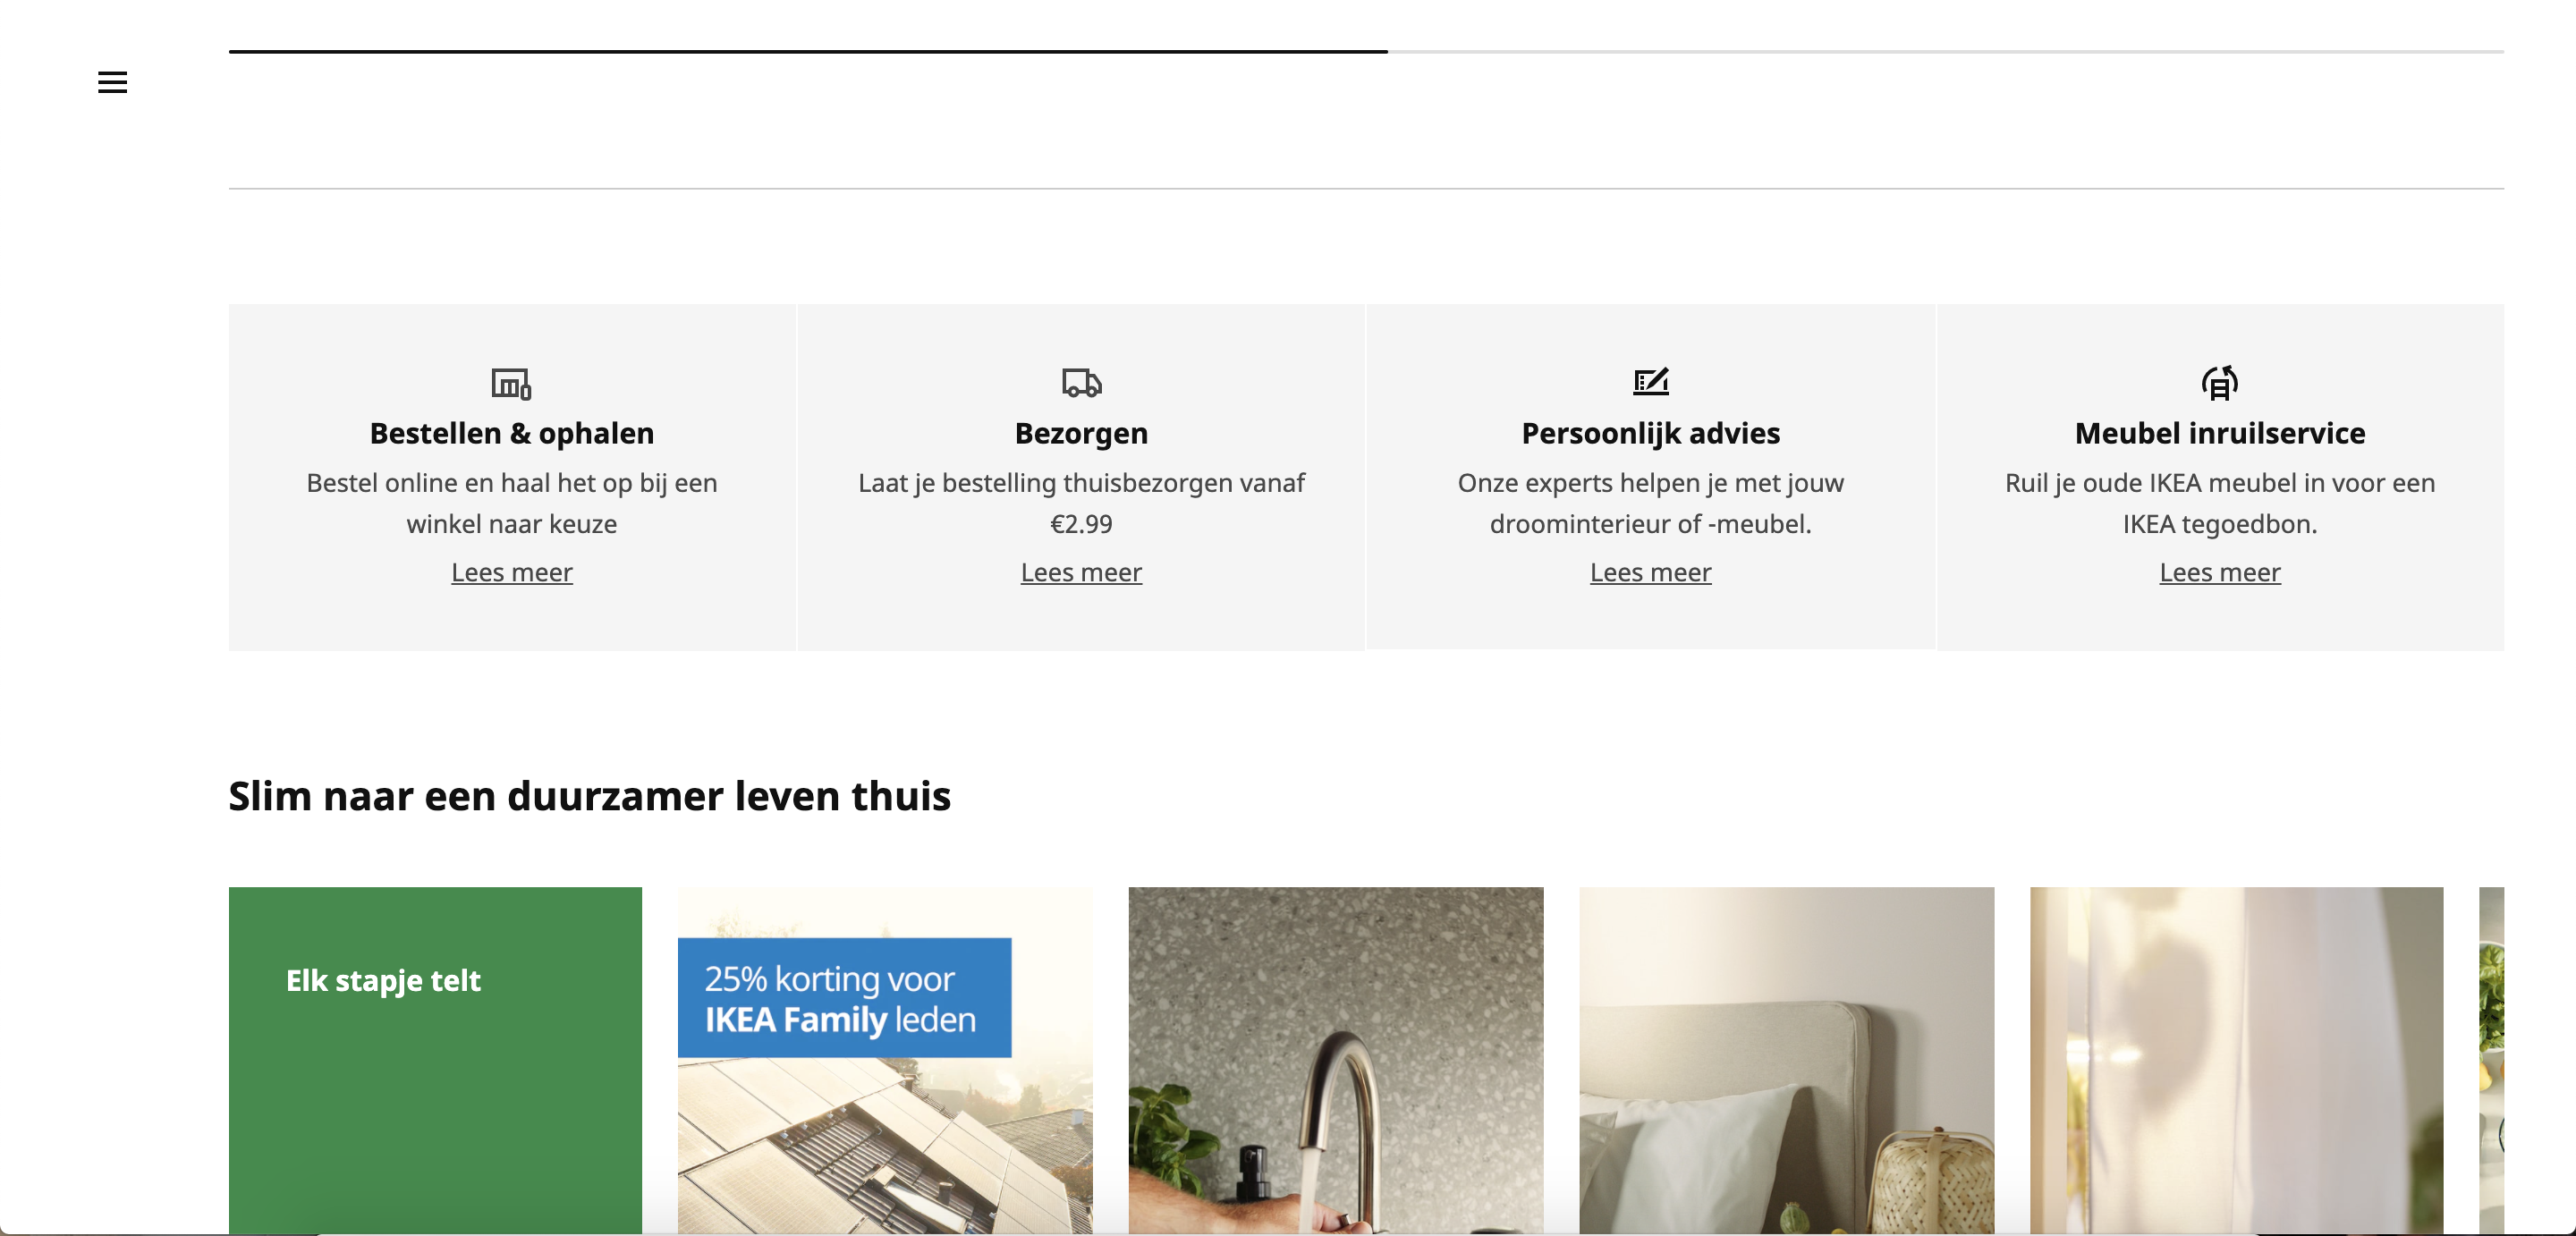 Bestellen & ophalen
Bestel online en haal het op bij een
winkel naar keuze
Lees meer
Bezorgen
Laat je bestelling thuisbezorgen vanaf
€2.99
Lees meer
Persoonlijk advies
Onze experts helpen je met jouw
droominterieur of -meubel.
Lees meer
Meubel inruilservice
Ruil je oude IKEA meubel in voor een
IKEA tegoedbon.
Lees meer
Slim naar een duurzamer leven thuis
Elk stapje telt
25% korting voor
IKEA Family leden